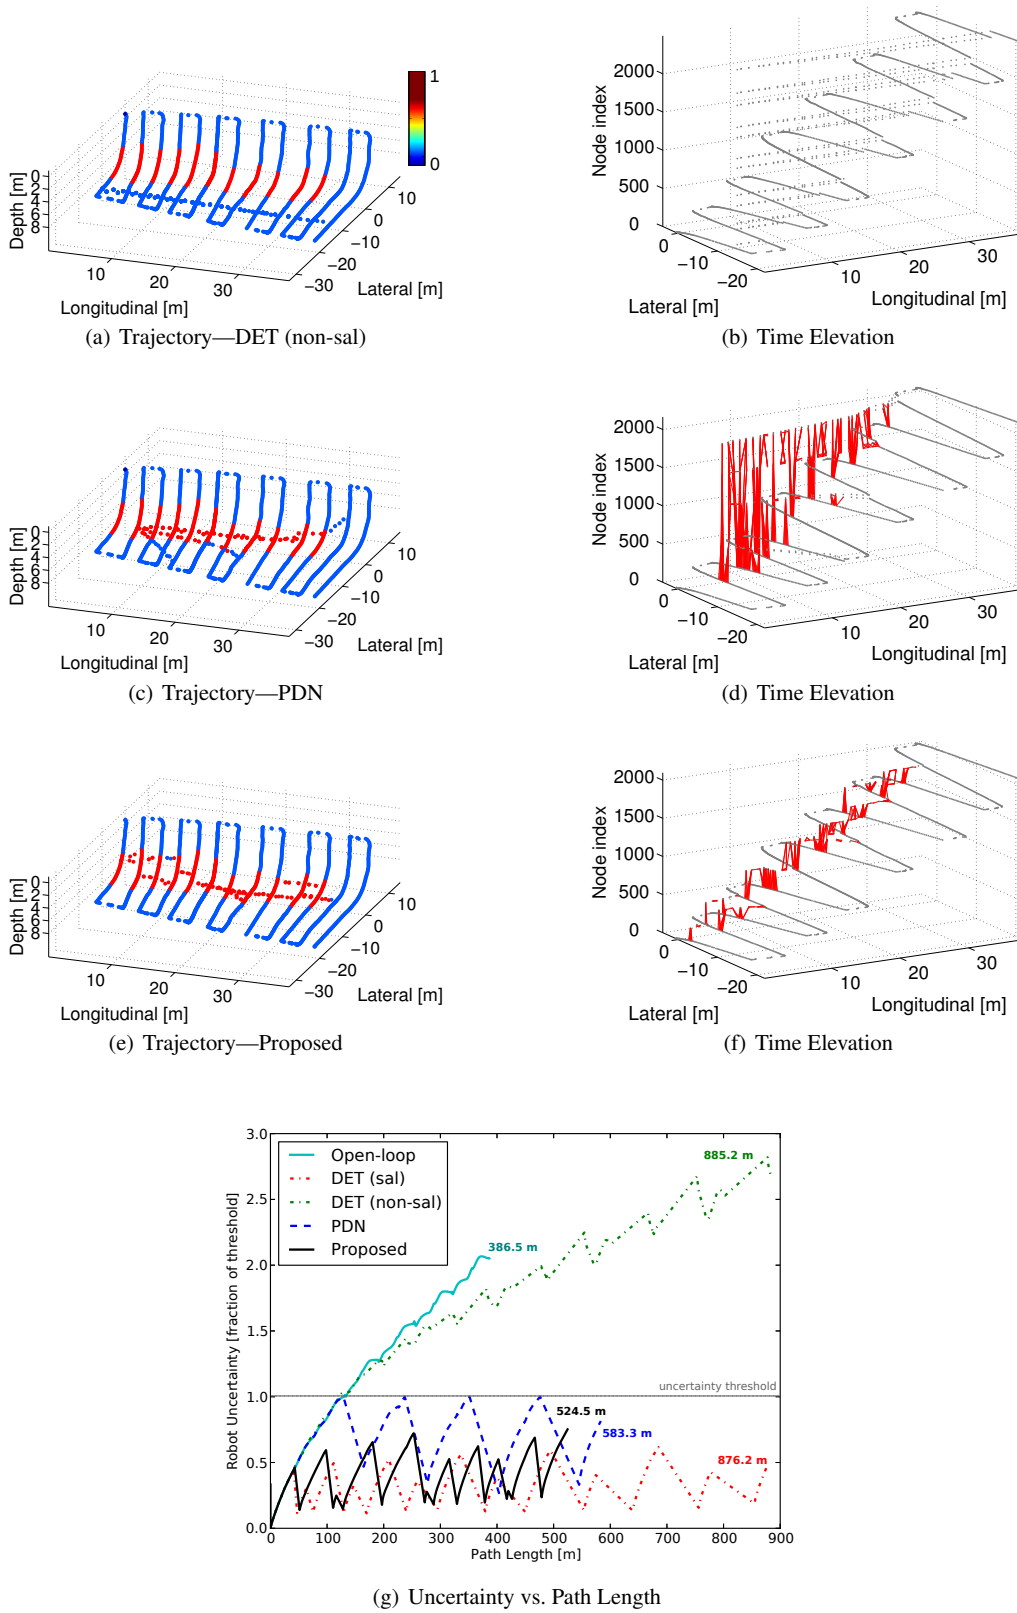 1
0
0
2
4
6
8
Depth [m]
10
20
30
Longitudinal [m]
10
0
−10
−20
−30
Lateral [m]
(a) Trajectory—DET (non-sal)
2000
1500
1000
500
0
Node index
0
−10
−20
Lateral [m]
10
20
30
Longitudinal [m]
(b) Time Elevation
0
2
4
6
8
Depth [m]
10
20
30
Longitudinal [m]
10
0
−10
−20
−30
Lateral [m]
(c) Trajectory—PDN
2000
1500
1000
500
0
Node index
0
−10
−20
Lateral [m]
10
20
30
Longitudinal [m]
(d) Time Elevation
0
2
4
6
8
Depth [m]
10
20
30
Longitudinal [m]
10
0
−10
−20
−30
Lateral [m]
(e) Trajectory—Proposed
2000
1500
1000
500
0
Node index
0
−10
−20
Lateral [m]
10
20
30
Longitudinal [m]
(f) Time Elevation
3.0
2.5
2.0
1.5
1.0
0.5
0.0
Robot Uncertainty [fraction of threshold]
Open-loop
DET (sal)
DET (non-sal)
PDN
Proposed
885.2 m
386.5 m
uncertainty threshold
524.5 m
583.3 m
876.2 m
0 100 200 300 400 500 600 700 800 900
Path Length [m]
(g) Uncertainty vs. Path Length